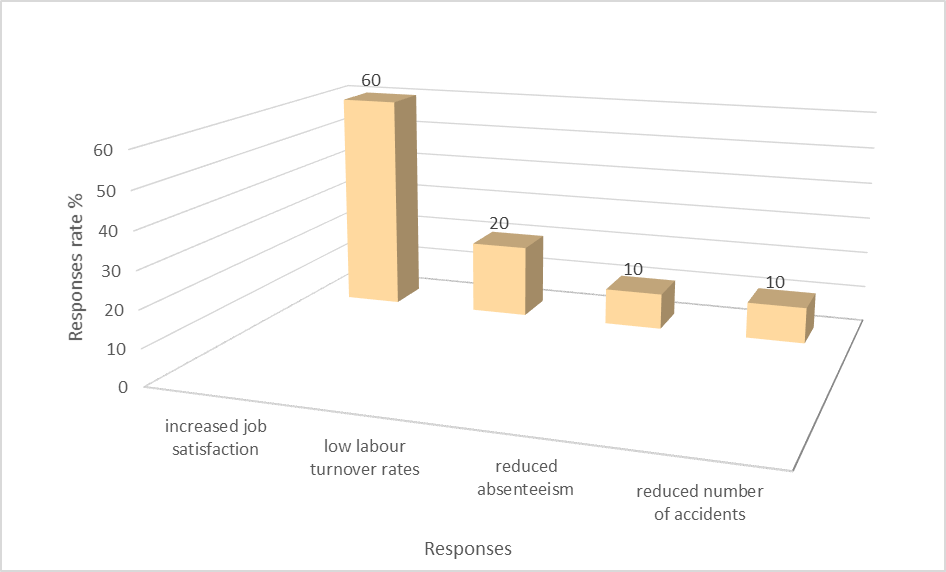 60
20
10
10
60
50
40
30
20
10
0
Responses rate %
increased job
satisfaction
low labour
turnover rates
reduced
absenteeism
reduced number
of accidents
Responses